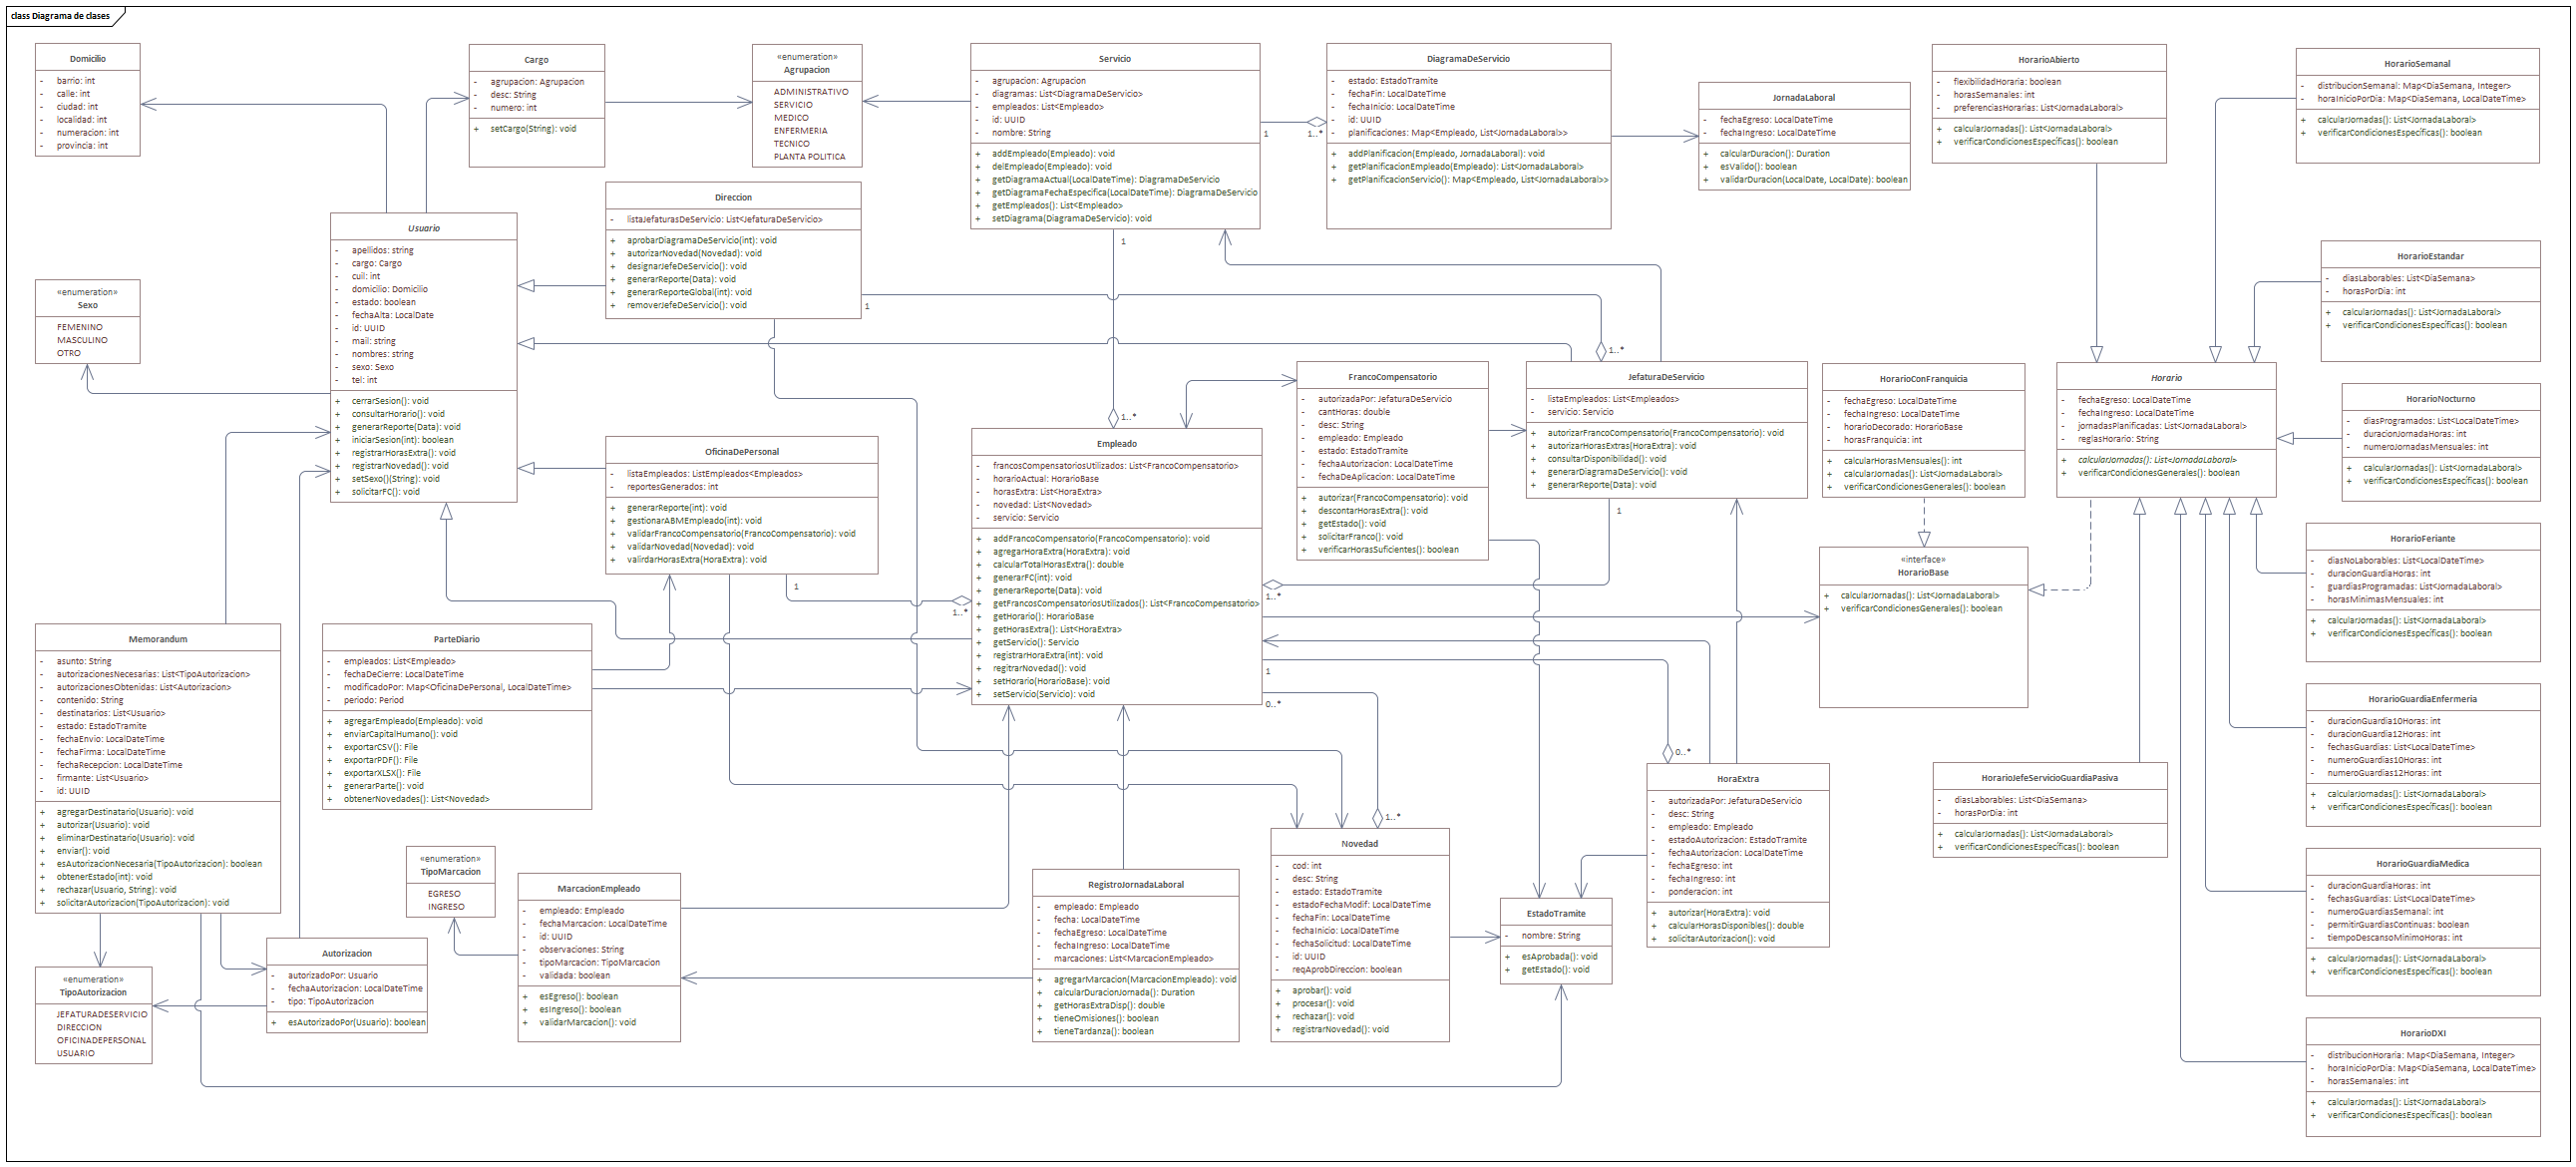 class Diagrama de clases
Domicilio
- barrio: int
- calle: int
- ciudad: int
- localidad: int
- numeracion: int
- provincia: int
Cargo
- agrupacion: Agrupacion
- desc: String
- numero: int
+ setCargo(String): void
«enumeration»
Agrupacion
ADMINISTRATIVO
SERVICIO
MEDICO
ENFERMERIA
TECNICO
PLANTA POLITICA
Servicio
- agrupacion: Agrupacion
- diagramas: List<DiagramaDeServicio>
- empleados: List<Empleado>
- id: UUID
- nombre: String
+ addEmpleado(Empleado): void
+ delEmpleado(Empleado): void
+ getDiagramaActual(LocalDateTime): DiagramaDeServicio
+ getDiagramaFechaEspecifica(LocalDateTime): DiagramaDeServicio
+ getEmpleados(): List<Empleado>
+ setDiagrama(DiagramaDeServicio): void
1
1..*
1
DiagramaDeServicio
- estado: EstadoTramite
- fechaFin: LocalDateTime
- fechaInicio: LocalDateTime
- id: UUID
- planificaciones: Map<Empleado, List<JornadaLaboral>>
+ addPlanificacion(Empleado, JornadaLaboral): void
+ getPlanificacionEmpleado(Empleado): List<JornadaLaboral>
+ getPlanificacionServicio(): Map<Empleado, List<JornadaLaboral>>
JornadaLaboral
- fechaEgreso: LocalDateTime
- fechaIngreso: LocalDateTime
+ calcularDuracion(): Duration
+ esValido(): boolean
+ validarDuracion(LocalDate, LocalDate): boolean
HorarioAbierto
- flexibilidadHoraria: boolean
- horasSemanales: int
- preferenciasHorarias: List<JornadaLaboral>
+ calcularJornadas(): List<JornadaLaboral>
+ verificarCondicionesEspecíficas(): boolean
HorarioSemanal
- distribucionSemanal: Map<DiaSemana, Integer>
- horaInicioPorDia: Map<DiaSemana, LocalDateTime>
+ calcularJornadas(): List<JornadaLaboral>
+ verificarCondicionesEspecíficas(): boolean
Direccion
- listaJefaturasDeServicio: List<JefaturaDeServicio>
+ aprobarDiagramaDeServicio(int): void
+ autorizarNovedad(Novedad): void
+ designarJefeDeServicio(): void
+ generarReporte(Data): void
+ generarReporteGlobal(int): void
+ removerJefeDeServicio(): void
1
1..*
Usuario
- apellidos: string
- cargo: Cargo
- cuil: int
- domicilio: Domicilio
- estado: boolean
- fechaAlta: LocalDate
- id: UUID
- mail: string
- nombres: string
- sexo: Sexo
- tel: int
+ cerrarSesion(): void
+ consultarHorario(): void
+ generarReporte(Data): void
+ iniciarSesion(int): boolean
+ registrarHorasExtra(): void
+ registrarNovedad(): void
+ setSexo()(String): void
+ solicitarFC(): void
«enumeration»
Sexo
FEMENINO
MASCULINO
OTRO
HorarioEstandar
- diasLaborables: List<DiaSemana>
- horasPorDia: int
+ calcularJornadas(): List<JornadaLaboral>
+ verificarCondicionesEspecíficas(): boolean
FrancoCompensatorio
- autorizadaPor: JefaturaDeServicio
- cantHoras: double
- desc: String
- empleado: Empleado
- estado: EstadoTramite
- fechaAutorizacion: LocalDateTime
- fechaDeAplicacion: LocalDateTime
+ autorizar(FrancoCompensatorio): void
+ descontarHorasExtra(): void
+ getEstado(): void
+ solicitarFranco(): void
+ verificarHorasSuficientes(): boolean
JefaturaDeServicio
- listaEmpleados: List<Empleados>
- servicio: Servicio
+ autorizarFrancoCompensatorio(FrancoCompensatorio): void
+ autorizarHorasExtras(HoraExtra): void
+ consultarDisponibilidad(): void
+ generarDiagramaDeServicio(): void
+ generarReporte(Data): void
1
1..*
HorarioConFranquicia
- fechaEgreso: LocalDateTime
- fechaIngreso: LocalDateTime
- horarioDecorado: HorarioBase
- horasFranquicia: int
+ calcularHorasMensuales(): int
+ calcularJornadas(): List<JornadaLaboral>
+ verificarCondicionesGenerales(): boolean
Horario
- fechaEgreso: LocalDateTime
- fechaIngreso: LocalDateTime
- jornadasPlanificadas: List<JornadaLaboral>
- reglasHorario: String
+ calcularJornadas(): List<JornadaLaboral>
+ verificarCondicionesGenerales(): boolean
HorarioNocturno
- diasProgramados: List<LocalDateTime>
- duracionJornadaHoras: int
- numeroJornadasMensuales: int
+ calcularJornadas(): List<JornadaLaboral>
+ verificarCondicionesEspecíficas(): boolean
OficinaDePersonal
- listaEmpleados: ListEmpleados<Empleados>
- reportesGenerados: int
+ generarReporte(int): void
+ gestionarABMEmpleado(int): void
+ validarFrancoCompensatorio(FrancoCompensatorio): void
+ validarNovedad(Novedad): void
+ valirdarHorasExtra(HoraExtra): void
1
1..*
Empleado
- francosCompensatoriosUtilizados: List<FrancoCompensatorio>
- horarioActual: HorarioBase
- horasExtra: List<HoraExtra>
- novedad: List<Novedad>
- servicio: Servicio
+ addFrancoCompensatorio(FrancoCompensatorio): void
+ agregarHoraExtra(HoraExtra): void
+ calcularTotalHorasExtra(): double
+ generarFC(int): void
+ generarReporte(Data): void
+ getFrancosCompensatoriosUtilizados(): List<FrancoCompensatorio>
+ getHorario(): HorarioBase
+ getHorasExtra(): List<HoraExtra>
+ getServicio(): Servicio
+ registrarHoraExtra(int): void
+ regitrarNovedad(): void
+ setHorario(HorarioBase): void
+ setServicio(Servicio): void
1..*
1
0..*
«interface»
HorarioBase
+ calcularJornadas(): List<JornadaLaboral>
+ verificarCondicionesGenerales(): boolean
HorarioFeriante
- diasNoLaborables: List<LocalDateTime>
- duracionGuardiaHoras: int
- guardiasProgramadas: List<JornadaLaboral>
- horasMinimasMensuales: int
+ calcularJornadas(): List<JornadaLaboral>
+ verificarCondicionesEspecíficas(): boolean
Memorandum
- asunto: String
- autorizacionesNecesarias: List<TipoAutorizacion>
- autorizacionesObtenidas: List<Autorizacion>
- contenido: String
- destinatarios: List<Usuario>
- estado: EstadoTramite
- fechaEnvio: LocalDateTime
- fechaFirma: LocalDateTime
- fechaRecepcion: LocalDateTime
- firmante: List<Usuario>
- id: UUID
+ agregarDestinatario(Usuario): void
+ autorizar(Usuario): void
+ eliminarDestinatario(Usuario): void
+ enviar(): void
+ esAutorizacionNecesaria(TipoAutorizacion): boolean
+ obtenerEstado(int): void
+ rechazar(Usuario, String): void
+ solicitarAutorizacion(TipoAutorizacion): void
ParteDiario
- empleados: List<Empleado>
- fechaDeCierre: LocalDateTime
- modificadoPor: Map<OficinaDePersonal, LocalDateTime>
- periodo: Period
+ agregarEmpleado(Empleado): void
+ enviarCapitalHumano(): void
+ exportarCSV(): File
+ exportarPDF(): File
+ exportarXLSX(): File
+ generarParte(): void
+ obtenerNovedades(): List<Novedad>
HorarioGuardiaEnfermeria
- duracionGuardia10Horas: int
- duracionGuardia12Horas: int
- fechasGuardias: List<LocalDateTime>
- numeroGuardias10Horas: int
- numeroGuardias12Horas: int
+ calcularJornadas(): List<JornadaLaboral>
+ verificarCondicionesEspecíficas(): boolean
0..*
HoraExtra
- autorizadaPor: JefaturaDeServicio
- desc: String
- empleado: Empleado
- estadoAutorizacion: EstadoTramite
- fechaAutorizacion: LocalDateTime
- fechaEgreso: int
- fechaIngreso: int
- ponderacion: int
+ autorizar(HoraExtra): void
+ calcularHorasDisponibles(): double
+ solicitarAutorizacion(): void
HorarioJefeServicioGuardiaPasiva
- diasLaborables: List<DiaSemana>
- horasPorDia: int
+ calcularJornadas(): List<JornadaLaboral>
+ verificarCondicionesEspecíficas(): boolean
1..*
Novedad
- cod: int
- desc: String
- estado: EstadoTramite
- estadoFechaModif: LocalDateTime
- fechaFin: LocalDateTime
- fechaInicio: LocalDateTime
- fechaSolicitud: LocalDateTime
- id: UUID
- reqAprobDireccion: boolean
+ aprobar(): void
+ procesar(): void
+ rechazar(): void
+ registrarNovedad(): void
«enumeration»
TipoMarcacion
EGRESO
INGRESO
MarcacionEmpleado
- empleado: Empleado
- fechaMarcacion: LocalDateTime
- id: UUID
- observaciones: String
- tipoMarcacion: TipoMarcacion
- validada: boolean
+ esEgreso(): boolean
+ esIngreso(): boolean
+ validarMarcacion(): void
RegistroJornadaLaboral
- empleado: Empleado
- fecha: LocalDateTime
- fechaEgreso: LocalDateTime
- fechaIngreso: LocalDateTime
- marcaciones: List<MarcacionEmpleado>
+ agregarMarcacion(MarcacionEmpleado): void
+ calcularDuracionJornada(): Duration
+ getHorasExtraDisp(): double
+ tieneOmisiones(): boolean
+ tieneTardanza(): boolean
EstadoTramite
- nombre: String
+ esAprobada(): void
+ getEstado(): void
HorarioGuardiaMedica
- duracionGuardiaHoras: int
- fechasGuardias: List<LocalDateTime>
- numeroGuardiasSemanal: int
- permitirGuardiasContinuas: boolean
- tiempoDescansoMinimoHoras: int
+ calcularJornadas(): List<JornadaLaboral>
+ verificarCondicionesEspecíficas(): boolean
Autorizacion
- autorizadoPor: Usuario
- fechaAutorizacion: LocalDateTime
- tipo: TipoAutorizacion
+ esAutorizadoPor(Usuario): boolean
«enumeration»
TipoAutorizacion
JEFATURADESERVICIO
DIRECCION
OFICINADEPERSONAL
USUARIO
HorarioDXI
- distribucionHoraria: Map<DiaSemana, Integer>
- horaInicioPorDia: Map<DiaSemana, LocalDateTime>
- horasSemanales: int
+ calcularJornadas(): List<JornadaLaboral>
+ verificarCondicionesEspecíficas(): boolean